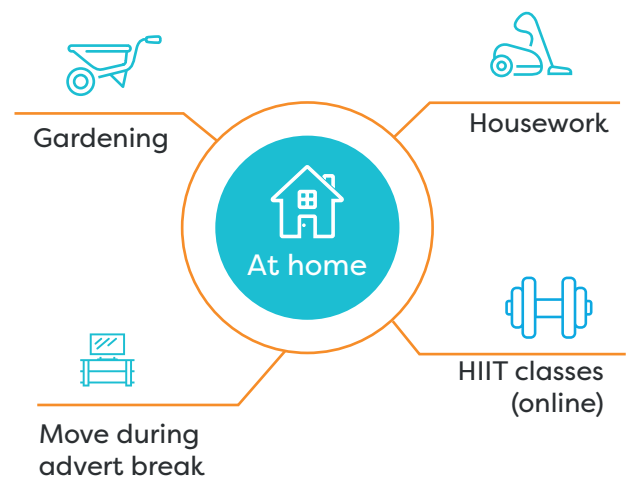 Gardening
Housework
At home
HIIT classes
(online)
Move during
advert break